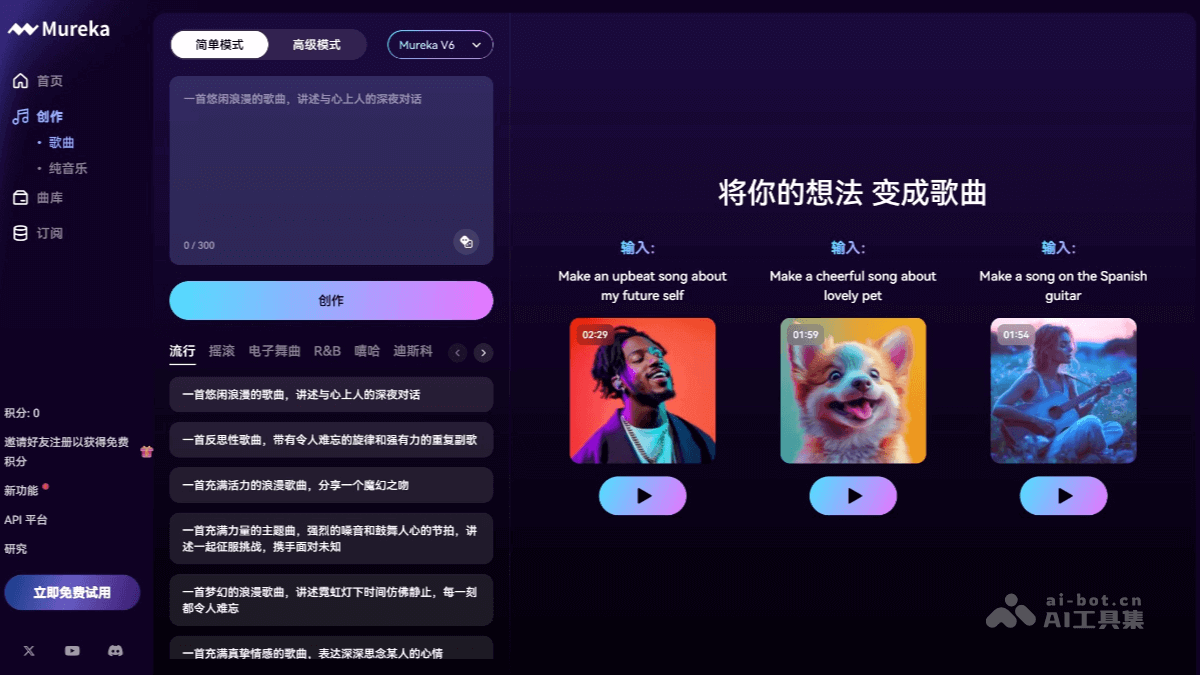 Mureka
首页
创作
歌曲
纯音乐
曲库
订阅
积分: 0
邀请好友注册以获得免费
积分
新功能
API 平台
研究
立即免费试用
简单模式
高级模式
Mureka V6
一首悠闲浪漫的歌曲，讲述与心上人的深夜对话
0 / 300
创作
流行
摇滚
电子舞曲
R&B
嘻哈
迪斯科
一首悠闲浪漫的歌曲，讲述与心上人的深夜对话
一首反思性歌曲，带有令人难忘的旋律和强有力的重复副歌
一首充满活力的浪漫歌曲，分享一个魔幻之吻
一首充满力量的主题曲，强烈的嗓音和鼓舞人心的节拍，讲
述一起征服挑战，携手面对未知
一首梦幻的浪漫歌曲，讲述霓虹灯下时间仿佛静止，每一刻
都令人难忘
一首充满真挚情感的歌曲，表达深深思念某人的心情
将你的想法 变成歌曲
输入:
Make an upbeat song about
my future self
02:29
输入:
Make a cheerful song about
lovely pet
01:59
输入:
Make a song on the Spanish
guitar
01:54
ai-bot.cn
AI工具集